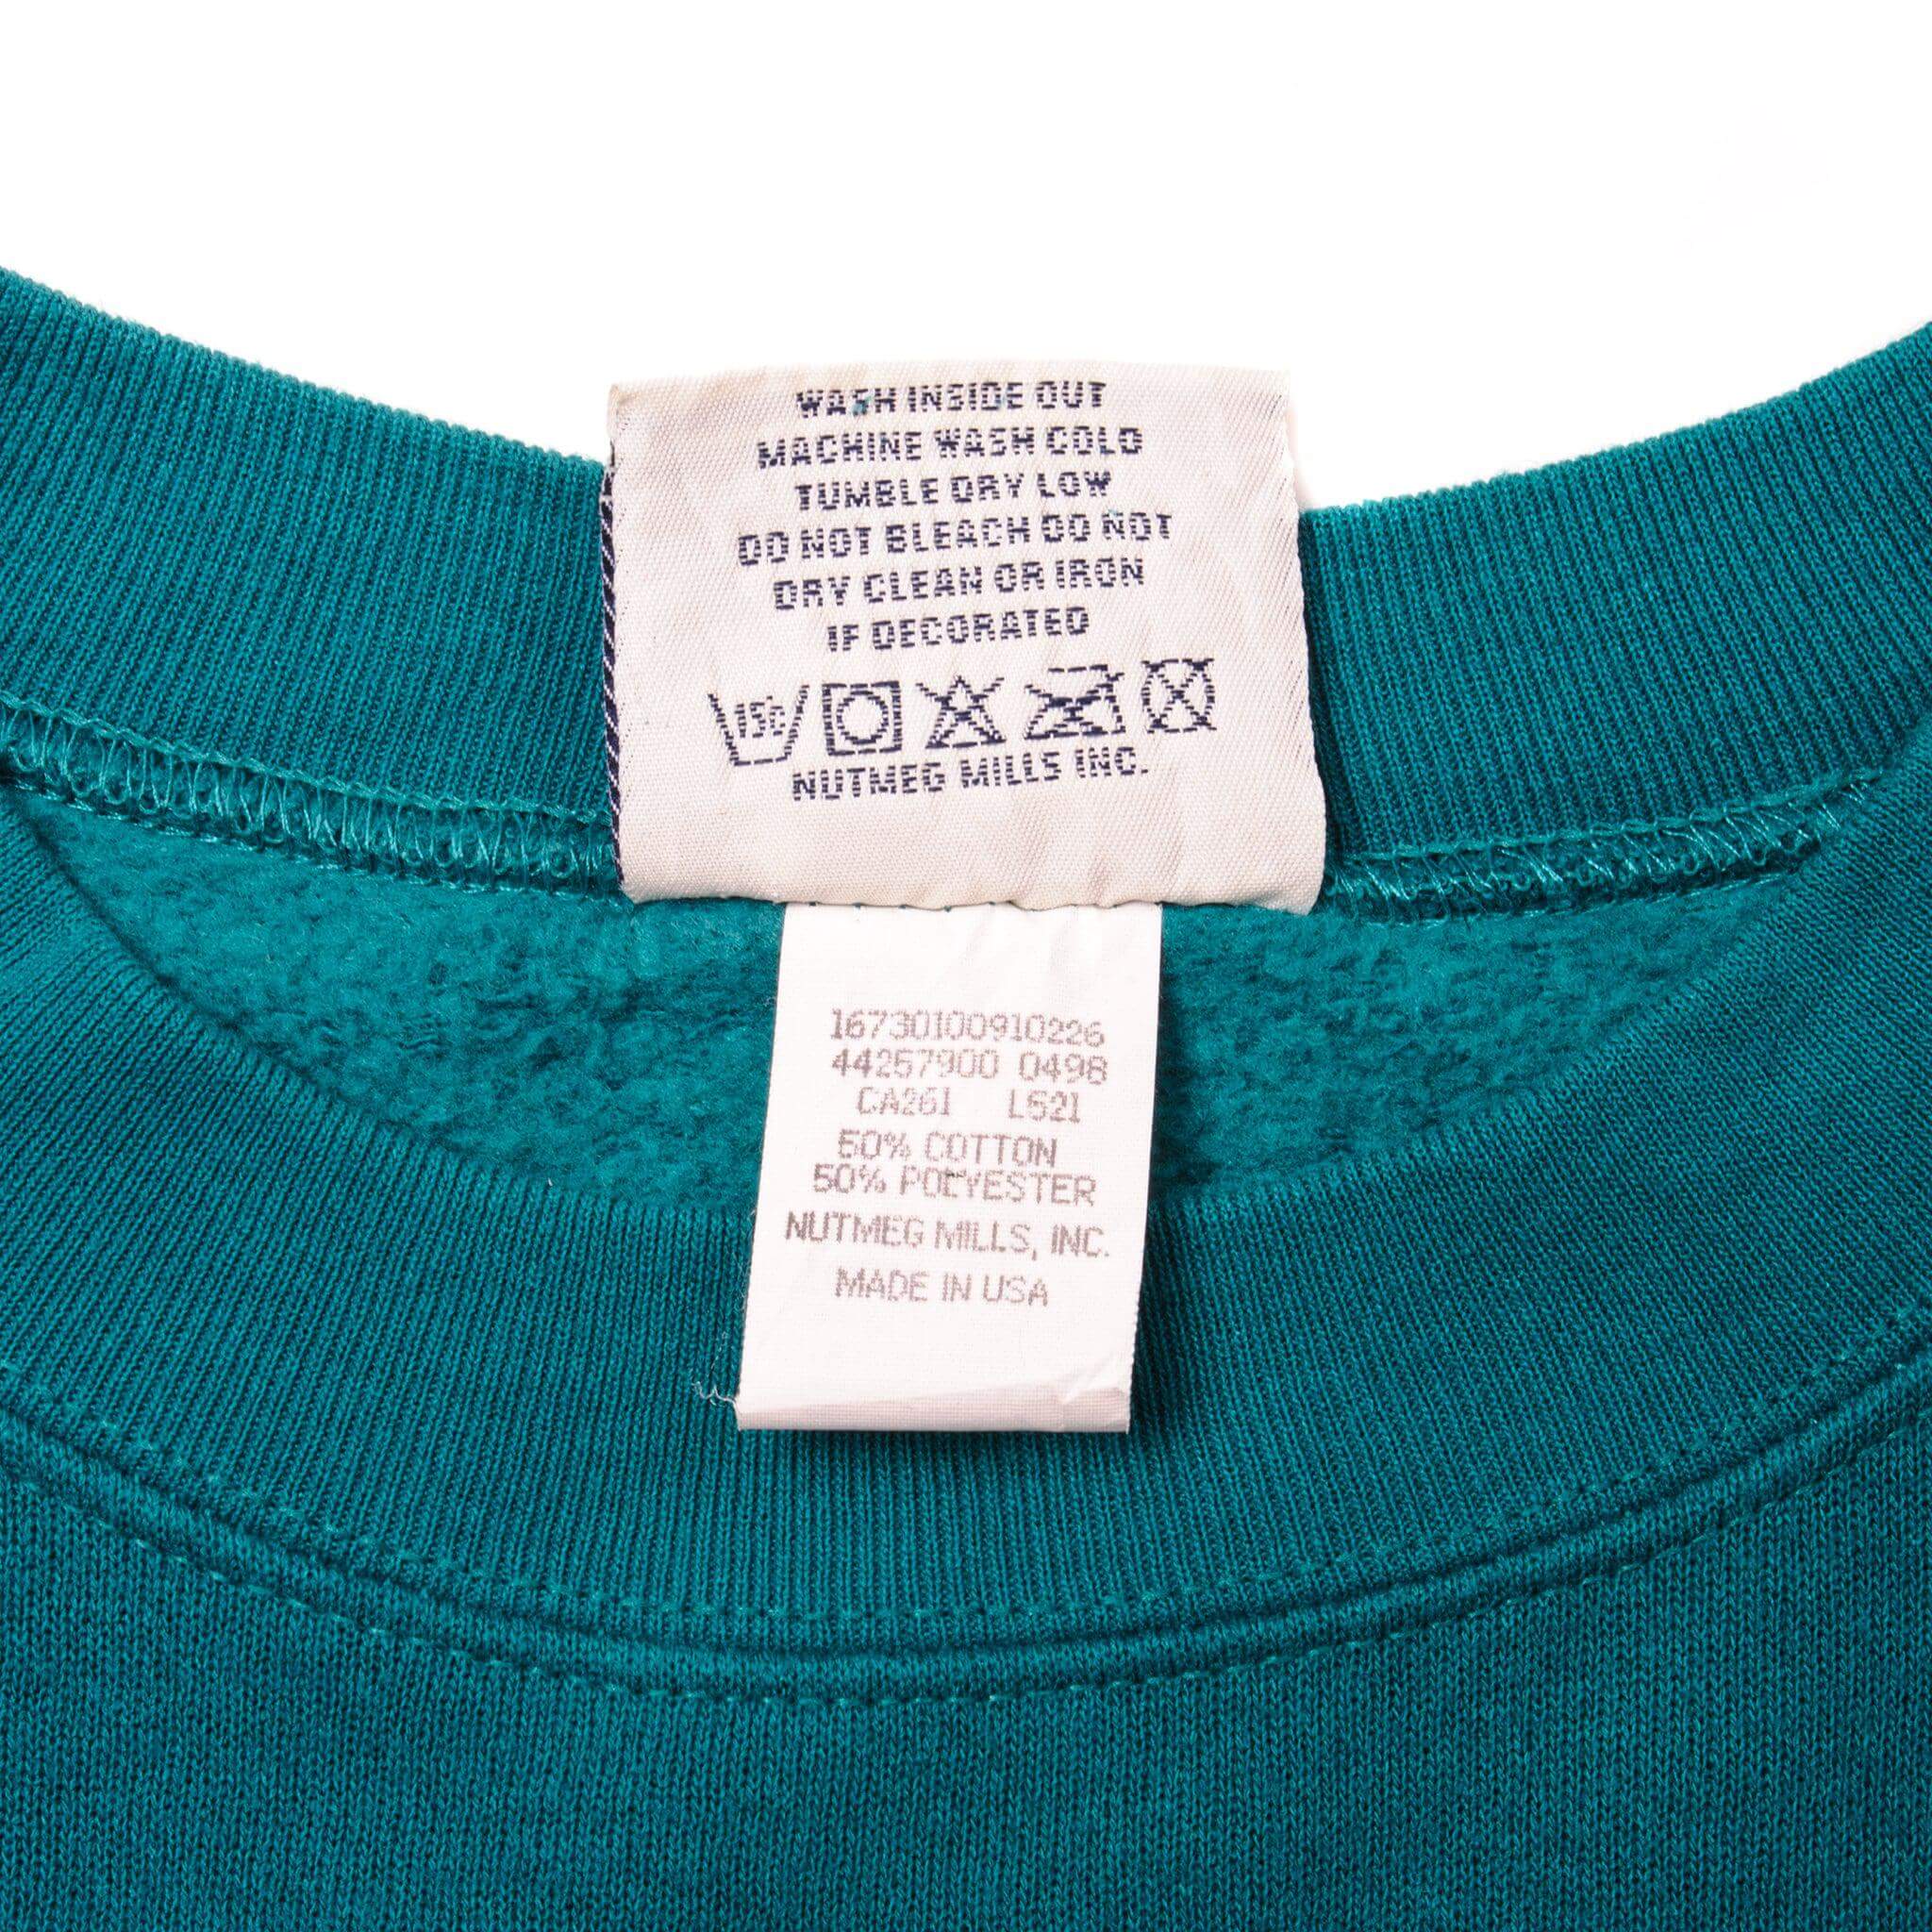 WASH INSIDE OUT
MACHINE WASH COLD
TUMBLE DRY LOW
DO NOT BLEACH DO NOT
DRY CLEAN OR IRON
IF DECORATED
150
NUTMEG MILLS INC.
16730100910226
44257900 0498
CA261 L521
50% COTTON
50% POLYESTER
NUTMEG MILLS, INC.
MADE IN USA